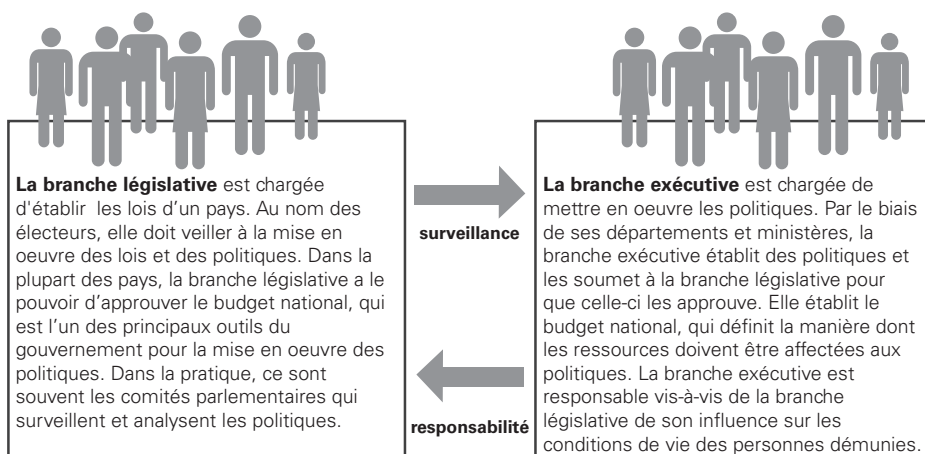 La branche législative est chargée
d'établir les lois d'un pays. Au nom des
électeurs, elle doit veiller à la mise en
oeuvre des lois et des politiques. Dans la
plupart des pays, la branche législative a le
pouvoir d'approuver le budget national, qui
est l'un des principaux outils du
gouvernement pour la mise en oeuvre des
politiques. Dans la pratique, ce sont
souvent les comités parlementaires qui
surveillent et analysent les politiques.
surveillance
responsabilité
La branche exécutive est chargée de
mettre en oeuvre les politiques. Par le biais
de ses départements et ministères, la
branche exécutive établit des politiques et
les soumet à la branche législative pour
que celle-ci les approuve. Elle établit le
budget national, qui définit la manière dont
les ressources doivent être affectées aux
politiques. La branche exécutive est
responsable vis-à-vis de la branche
législative de son influence sur les
conditions de vie des personnes démunies.